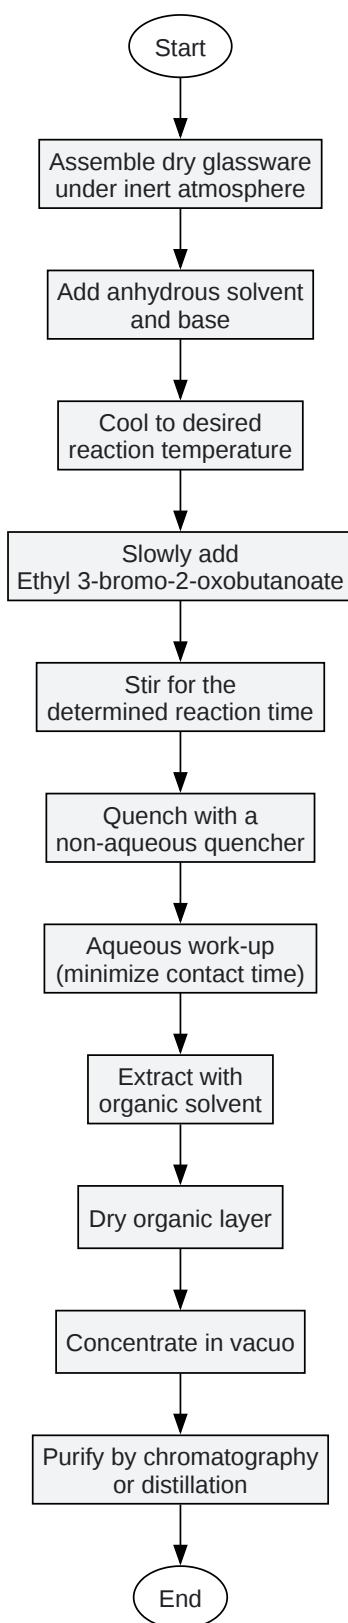 Start
Assemble dry glassware
under inert atmosphere
Add anhydrous solvent
and base
Cool to desired
reaction temperature
Slowly add
Ethyl 3-bromo-2-oxobutanoate
Stir for the
determined reaction time
Quench with a
non-aqueous quencher
Aqueous work-up
(minimize contact time)
Extract with
organic solvent
Dry organic layer
Concentrate in vacuo
Purify by chromatography
or distillation
End